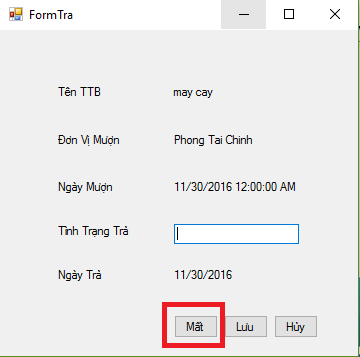 FormTra
Tên TTB may cay
Đơn Vị Mượn Phong Tai Chinh
Ngày Mượn 11/30/2016 12:00:00 AM
Tình Trạng Trả
Ngày Trả 11/30/2016
Mất Lưu Hủy